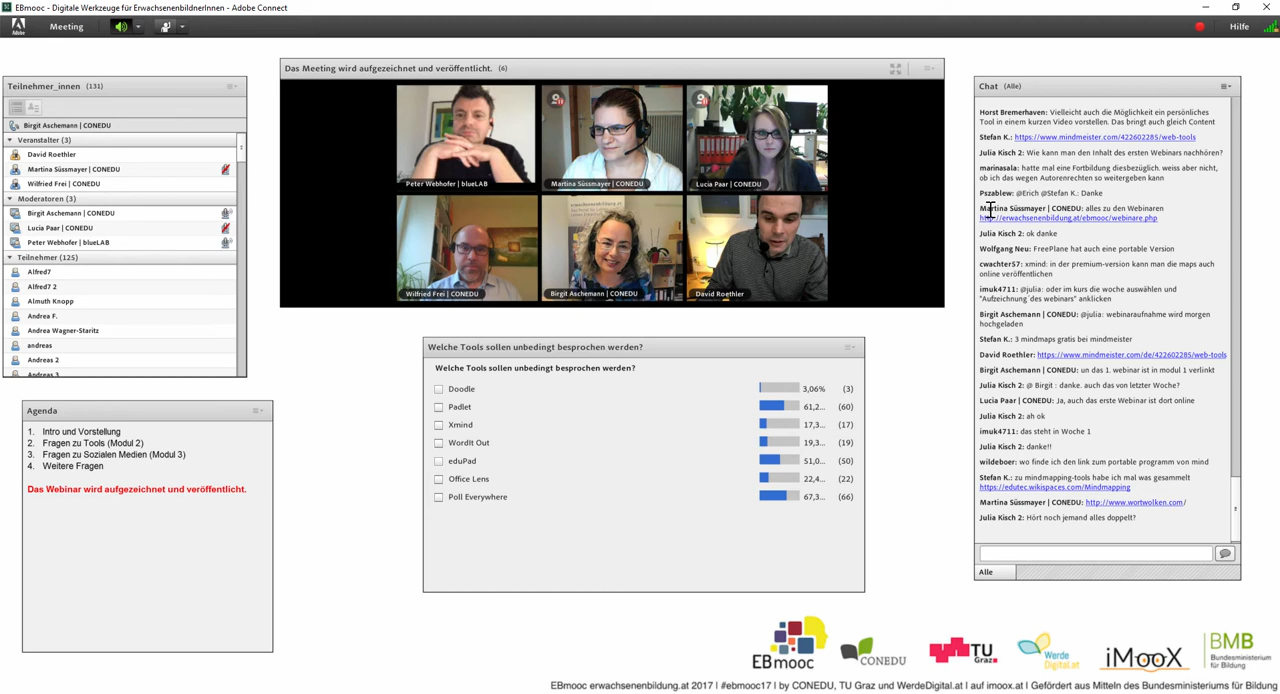 EBmooc - Digitale Werkzeuge für ErwachsenenbildnerInnen - Adobe Connect
Adobe
Meeting
Hilfe
Teilnehmer_innen (131)
Birgit Aschemann | CONEDU
Veranstalter (3)
David Roethler
Martina Süssmayer | CONEDU
Wilfried Frei | CONEDU
Moderatoren (3)
Birgit Aschemann | CONEDU
Lucia Paar | CONEDU
Peter Webhofer | blueLAB
Teilnehmer (125)
Alfred7
Alfred7 2
Almuth Knopp
Andrea F.
Andrea Wagner-Staritz
andreas
Andreas 2
Andreas 3
Agenda
1. Intro und Vorstellung
2. Fragen zu Tools (Modul 2)
3. Fragen zu Sozialen Medien (Modul 3)
4. Weitere Fragen
Das Webinar wird aufgezeichnet und veröffentlicht.
Das Meeting wird aufgezeichnet und veröffentlicht. (6)
Peter Webhofer | blueLAB
Martina Süssmayer | CONEDU
Lucia Paar | CONEDU
Wilfried Frei | CONEDU
Birgit Aschemann | CONEDU
David Roethler
Welche Tools sollen unbedingt besprochen werden?
Welche Tools sollen unbedingt besprochen werden?
Doodle 3,06% (3)
Padlet 61,2... (60)
Xmind 17,3... (17)
WordIt Out 19,3... (19)
eduPad 51,0... (50)
Office Lens 22,4... (22)
Poll Everywhere 67,3... (66)
Chat (Alle)
Horst Bremerhaven: Vielleicht auch die Möglichkeit ein persönliches
Tool in einem kurzen Video vorstellen. Das bringt auch gleich Content
Stefan K.: https://www.mindmeister.com/422602285/web-tools
Julia Kisch 2: Wie kann man den Inhalt des ersten Webinars nachhören?
marinasala: hatte mal eine Fortbildung diesbezüglich. weiss aber nicht,
ob ich das wegen Autorenrechten so weitergeben kann
Pszablew: @Erich @Stefan K.: Danke
Martina Süssmayer | CONEDU: alles zu den Webinaren
http://erwachsenenbildung.at/ebmooc/webinare.php
Julia Kisch 2: ok danke
Wolfgang Neu: FreePlane hat auch eine portable Version
cwachter57: xmind: in der premium-version kann man die maps auch
online veröffentlichen
imuk4711: @julia: oder im kurs die woche auswählen und
"Aufzeichnung des webinars" anklicken
Birgit Aschemann | CONEDU: @julia: webinaraufnahme wird morgen
hochgeladen
Stefan K.: 3 mindmaps gratis bei mindmeister
David Roethler: https://www.mindmeister.com/de/422602285/web-tools
Birgit Aschemann | CONEDU: un das 1. webinar ist in modul 1 verlinkt
Julia Kisch 2: @ Birgit : danke. auch das von letzter Woche?
Lucia Paar | CONEDU: Ja, auch das erste Webinar ist dort online
Julia Kisch 2: ah ok
imuk4711: das steht in Woche 1
Julia Kisch 2: danke!!
wildeboer: wo finde ich den link zum portable programm von mind
Stefan K.: zu mindmapping-tools habe ich mal was gesammelt
https://edutec.wikispaces.com/Mindmapping
Martina Süssmayer | CONEDU: http://www.wortwolken.com/
Julia Kisch 2: Hört noch jemand alles doppelt?
Alle
EBmooc
CONEDU
TU Graz
Werde Digital.at
iMooX
BMB Bundesministerium für Bildung
EBmooc erwachsenenbildung.at 2017 | #ebmooc17 | by CONEDU, TU Graz und WerdeDigital.at | auf imoox.at | Gefördert aus Mitteln des Bundesministeriums für Bildung